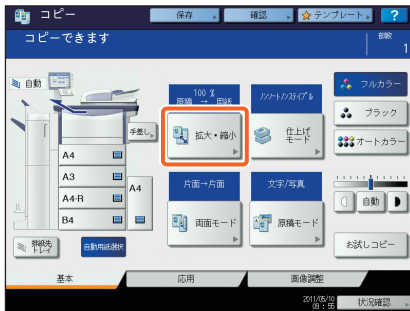 コピー
保存
確認
テンプレート
?
コピーできます
部数
1
自動
100 %
原稿 → 用紙
ﾉﾝｿｰﾄ/ﾉﾝｽﾃｲﾌﾟﾙ
フルカラー
ブラック
オートカラー
手差し
拡大・縮小
仕上げ
モード
A4
A3
A4-R
B4
A4
片面→片面
文字/写真
両面モード
原稿モード
自動
排紙先
トレイ
自動用紙選択
お試しコピー
基本
応用
画像調整
2011/05/10
09:55
状況確認